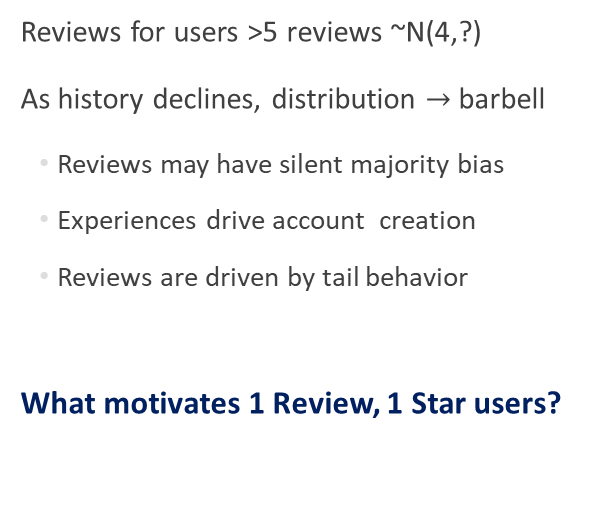 Reviews for users >5 reviews ~N(4,?)
As history declines, distribution → barbell
• Reviews may have silent majority bias
• Experiences drive account creation
• Reviews are driven by tail behavior
What motivates 1 Review, 1 Star users?